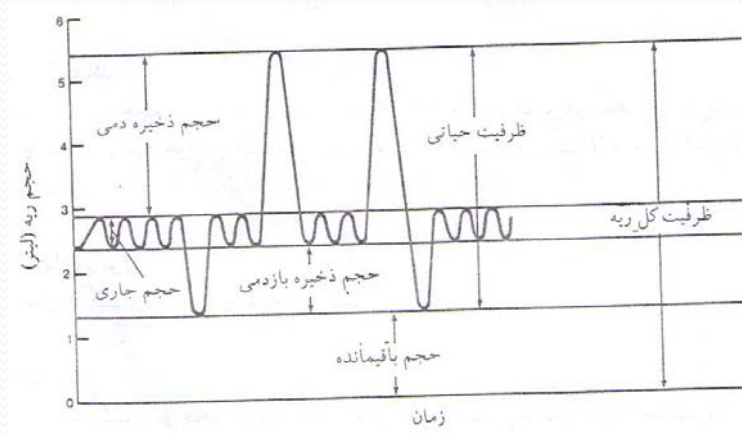 6
5
4
3
2
1
0
حجم ریه (لیتر)
حجم ذخیره دمی
ظرفیت حیاتی
ظرفیت کل ریه
حجم جاری
حجم ذخیره بازدمی
حجم باقیمانده
زمان